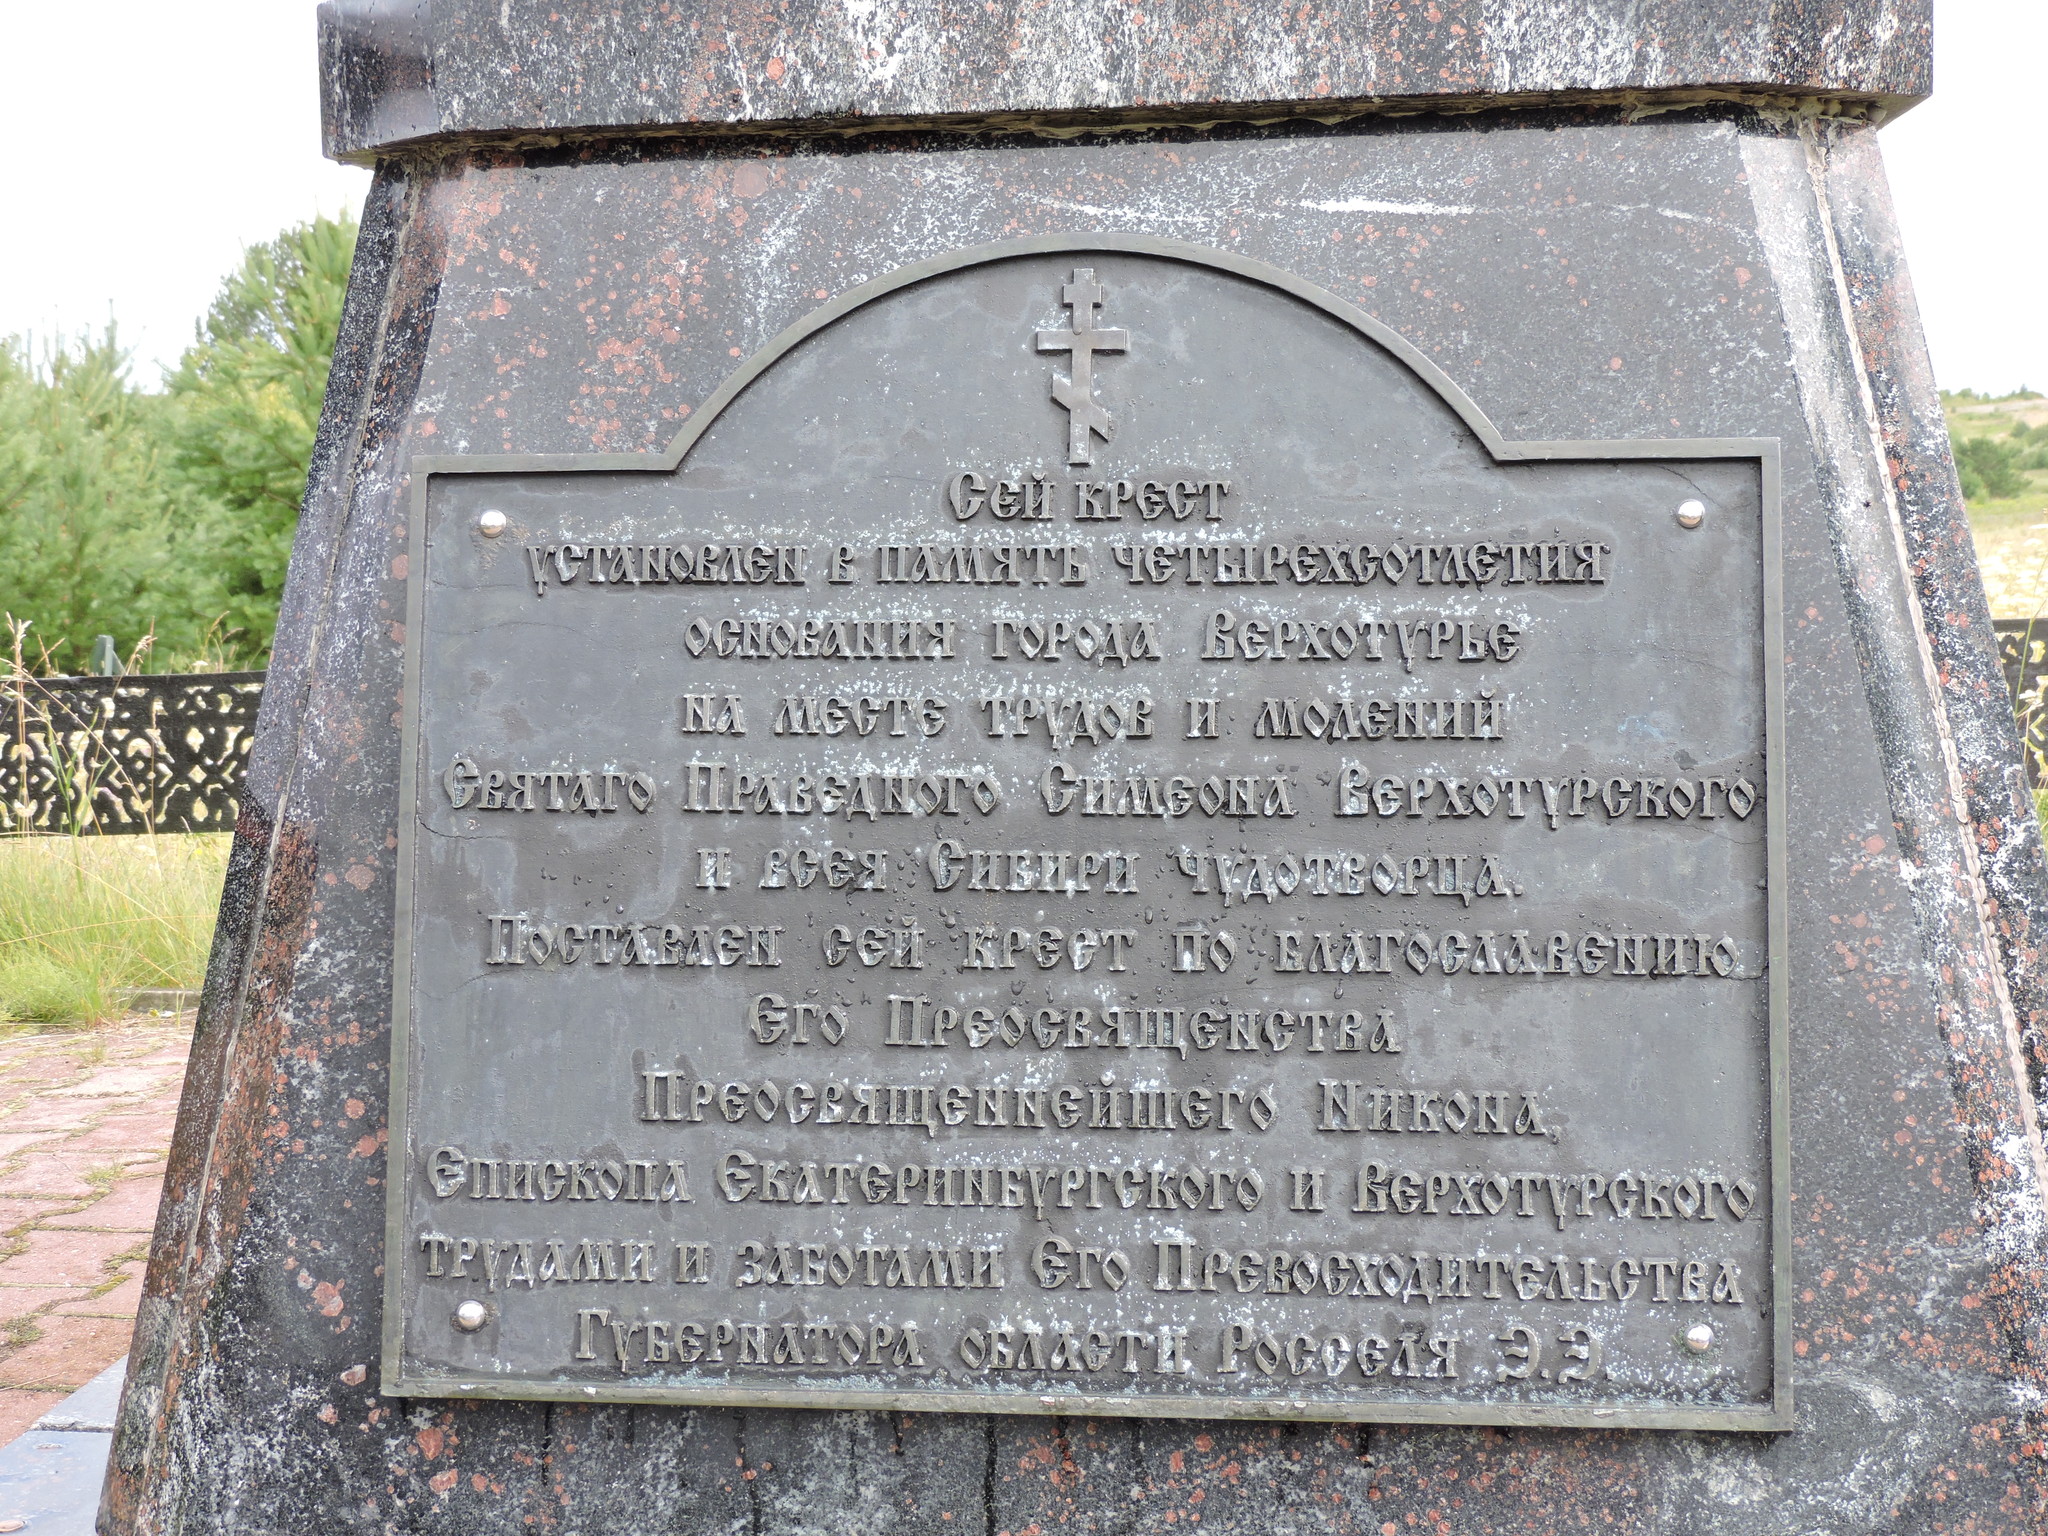 Сей крест
установлен в память четырехсотлетия
основания города Верхотурье
на месте трудов и молений
Святаго Праведного Симеона Верхотурского
и всея Сибири чудотворца.
Поставлен сей крест по благославению
Его Преосвященства
Преосвященнейшего Никона,
Епископа Екатеринбургского и Верхотурского
трудами и заботами Его Превосходительства
Губернатора области Росселя Э.Э.